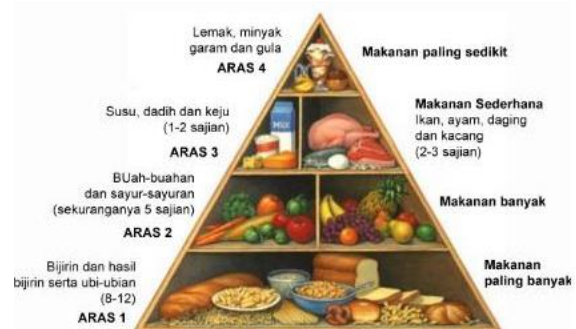 Lemak, minyak
garam dan gula
ARAS 4
Makanan paling sedikit
Susu, dadih dan keju
(1-2 sajian)
ARAS 3
MILK
Makanan Sederhana
Ikan, ayam, daging
dan kacang
(2-3 sajian)
BUah-buahan
dan sayur-sayuran
(sekuranganya 5 sajian)
ARAS 2
Makanan banyak
Bijirin dan hasil
bijirin serta ubi-ubian
(8-12)
ARAS 1
Makanan
paling banyak